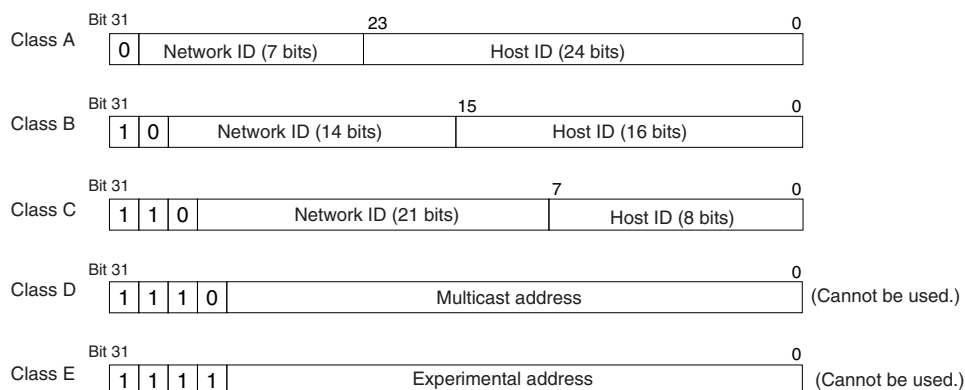 Bit 31 23 0
Class A 0 Network ID (7 bits) Host ID (24 bits)
Bit 31 15 0
Class B 1 0 Network ID (14 bits) Host ID (16 bits)
Bit 31 7 0
Class C 1 1 0 Network ID (21 bits) Host ID (8 bits)
Bit 31 0
Class D 1 1 1 0 Multicast address (Cannot be used.)
Bit 31 0
Class E 1 1 1 1 Experimental address (Cannot be used.)